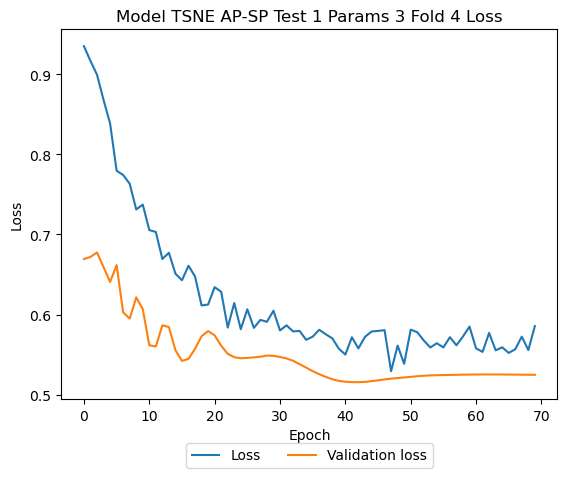 Model TSNE AP-SP Test 1 Params 3 Fold 4 Loss
0.9
0.8
0.7
0.6
0.5
Loss
0 10 20 30 40 50 60 70
Epoch
Loss Validation loss